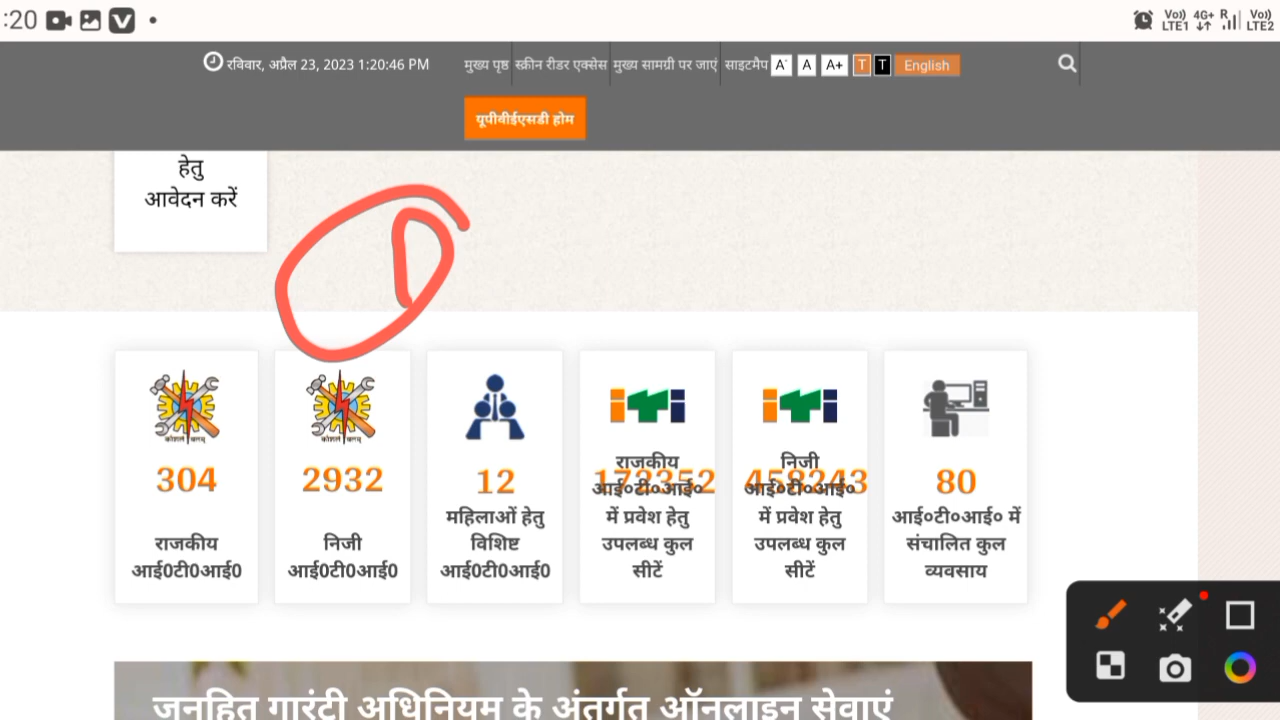 :20
Vo)) LTE1 4G+ R Vo)) LTE2
रविवार, अप्रैल 23, 2023 1:20:46 PM
मुख्य पृष्ठ
स्क्रीन रीडर एक्सेस
मुख्य सामग्री पर जाएं
साइटमैप
A- A A+ T T English
यूपीवीईएसडी होम
हेतु
आवेदन करें
304
राजकीय
आई0टी0आई0
2932
निजी
आई0टी0आई0
12
महिलाओं हेतु
विशिष्ट
आई0टी0आई0
172352
राजकीय
आई०टी०आई०
में प्रवेश हेतु
उपलब्ध कुल
सीटें
458243
निजी
आई०टी०आई०
में प्रवेश हेतु
उपलब्ध कुल
सीटें
80
आई०टी०आई० में
संचालित कुल
व्यवसाय
जनहित गारंटी अधिनियम के अंतर्गत ऑनलाइन सेवाएं